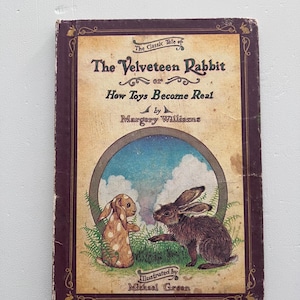 The Classic Tale of
The Velveteen Rabbit
or
How Toys Become Real
by
Margery Williams
Illustrated by
Michael Green